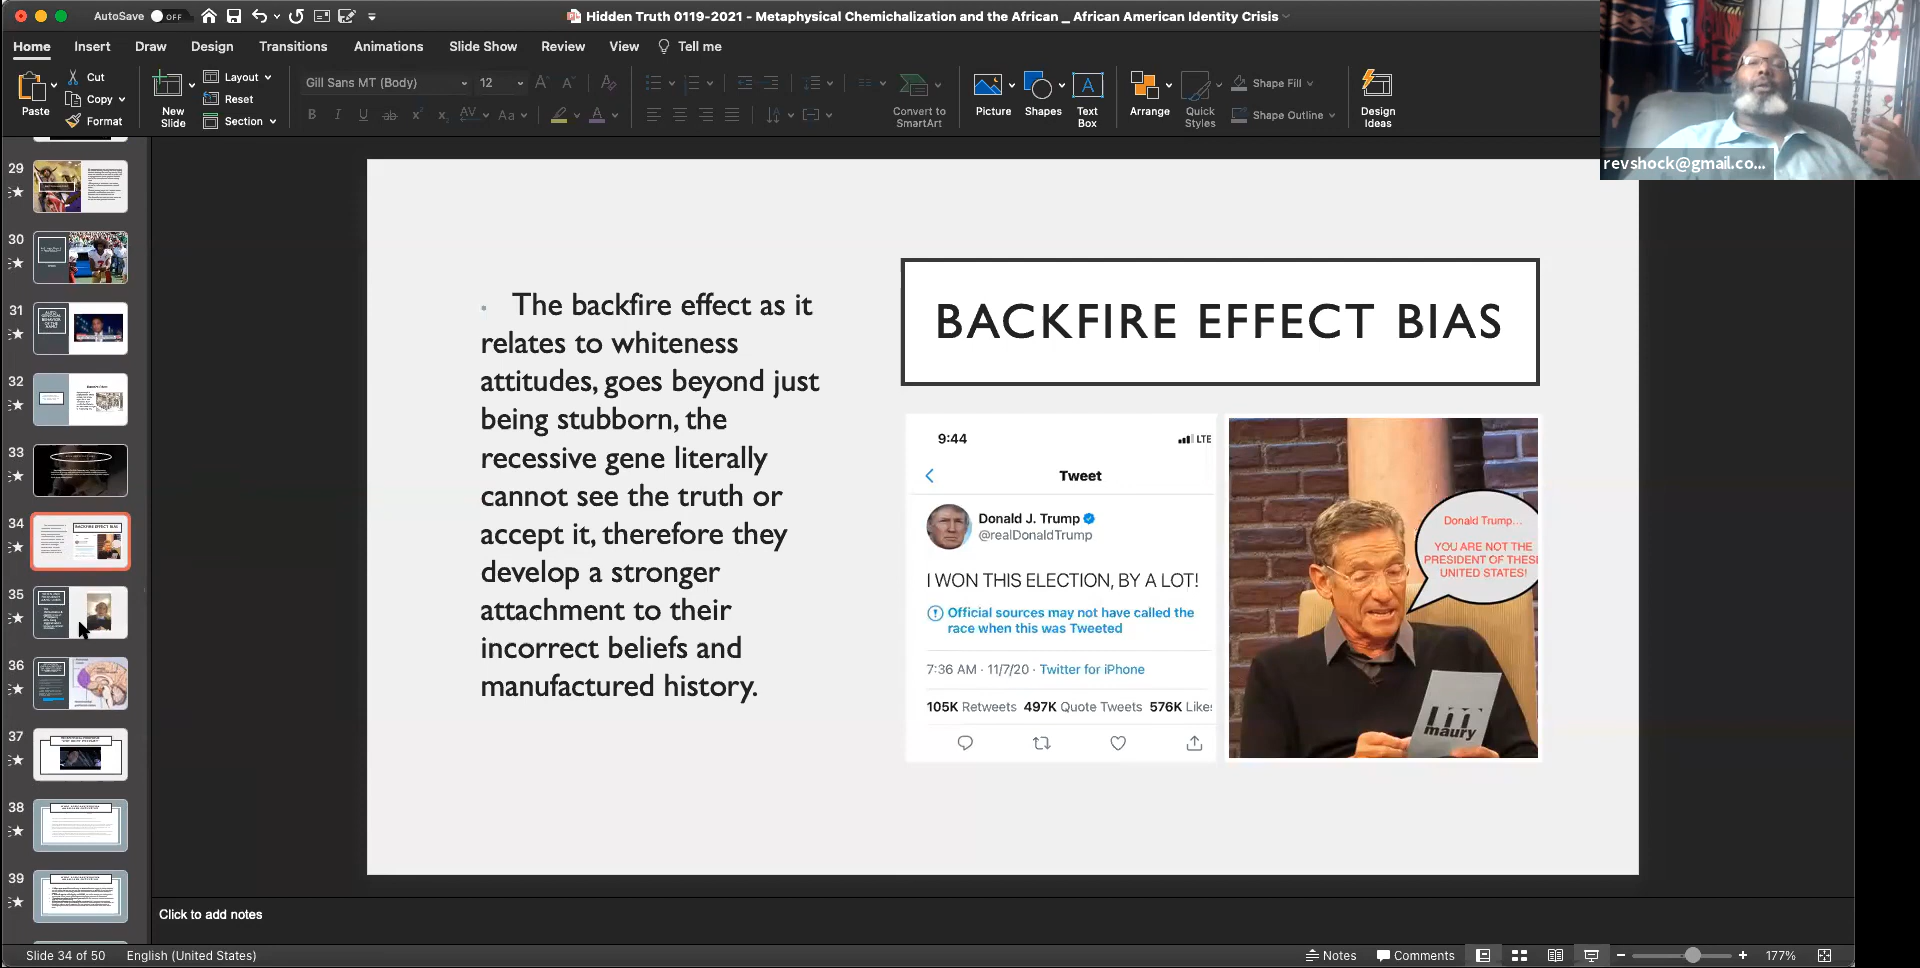 AutoSave OFF
Hidden Truth 0119-2021 - Metaphysical Chemichalization and the African _ African American Identity Crisis
Home Insert Draw Design Transitions Animations Slide Show Review View Tell me
Paste
Cut
Copy
Format
New
Slide
Layout
Reset
Section
Gill Sans MT (Body) 12
Convert to
SmartArt
Picture
Shapes
Text
Box
Arrange
Quick
Styles
Shape Fill
Shape Outline
Design
Ideas
revshock@gmail.co...
29
30
31
32
33
34
BACKFIRE EFFECT BIAS
35
36
37
38
39
• The backfire effect as it
relates to whiteness
attitudes, goes beyond just
being stubborn, the
recessive gene literally
cannot see the truth or
accept it, therefore they
develop a stronger
attachment to their
incorrect beliefs and
manufactured history.
BACKFIRE EFFECT BIAS
9:44
LTE
Tweet
Donald J. Trump
@realDonaldTrump
I WON THIS ELECTION, BY A LOT!
Official sources may not have called the
race when this was Tweeted
7:36 AM · 11/7/20 · Twitter for iPhone
105K Retweets 497K Quote Tweets 576K Likes
Donald Trump...
YOU ARE NOT THE
PRESIDENT OF THESE
UNITED STATES!
maury
Click to add notes
Slide 34 of 50 English (United States)
Notes Comments 177%